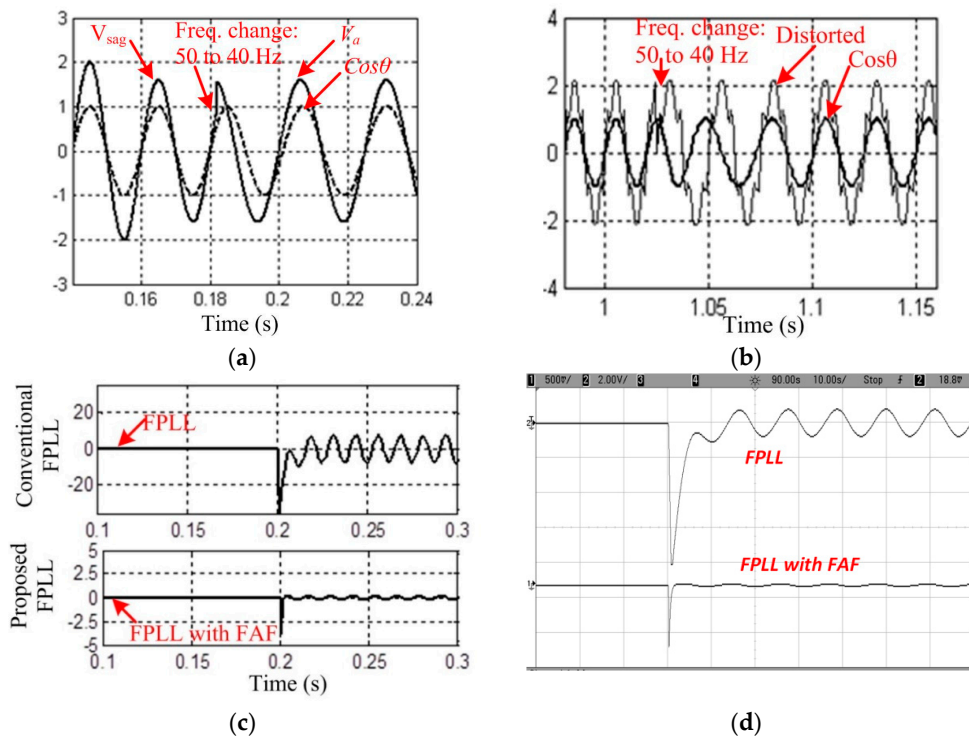 V_sag
Freq. change:
50 to 40 Hz
V_a
Cosθ
3
2
1
0
-1
-2
-3
0.16
0.18
0.2
0.22
0.24
Time (s)
(a)
Freq. change:
50 to 40 Hz
Distorted
Cosθ
4
2
0
-2
-4
1
1.05
1.1
1.15
Time (s)
(b)
Conventional
FPLL
20
0
-20
FPLL
0.1
0.15
0.2
0.25
0.3
Proposed
FPLL
5
2.5
0
-2.5
-5
FPLL with FAF
0.1
0.15
0.2
0.25
0.3
Time (s)
(c)
1 500▽/ 2 2.00V/ 3 4 90.00s 10.00s/ Stop 2 18.8▽
2
FPLL
FPLL with FAF
1
(d)